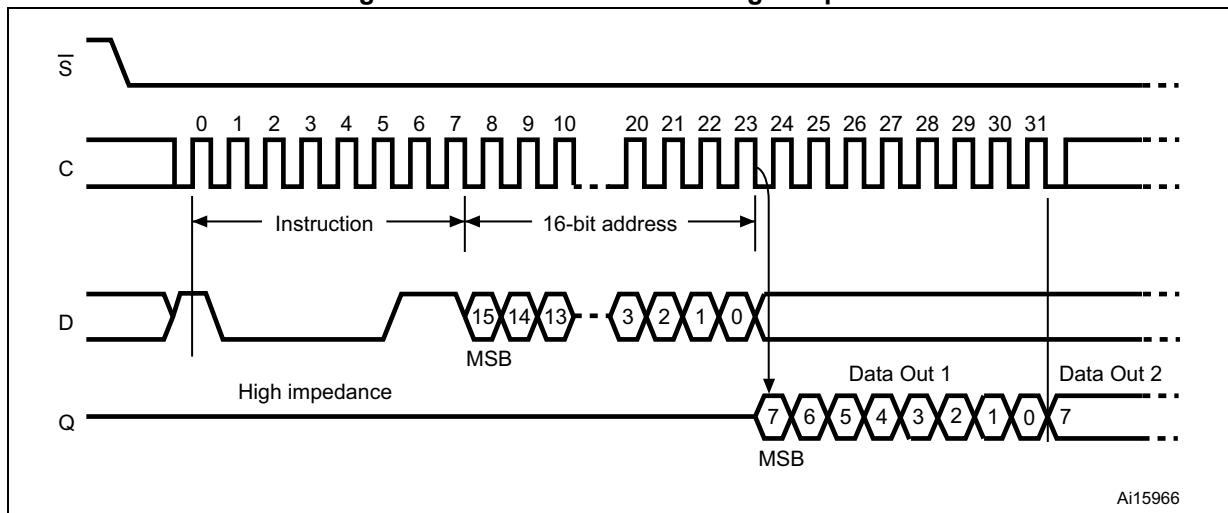 S
0 1 2 3 4 5 6 7 8 9 10 20 21 22 23 24 25 26 27 28 29 30 31
C
Instruction 16-bit address
D 15 14 13 3 2 1 0
MSB
High impedance Data Out 1 Data Out 2
Q 7 6 5 4 3 2 1 0 7
MSB
Ai15966